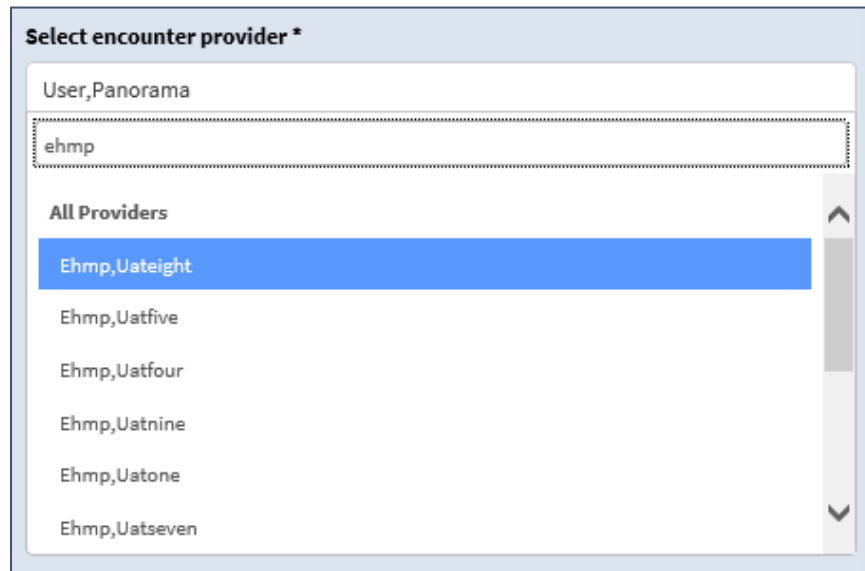 Select encounter provider *
User,Panorama
ehmp
All Providers
Ehmp,Uateight
Ehmp,Uatfive
Ehmp,Uatfour
Ehmp,Uatnine
Ehmp,Uatone
Ehmp,Uatseven